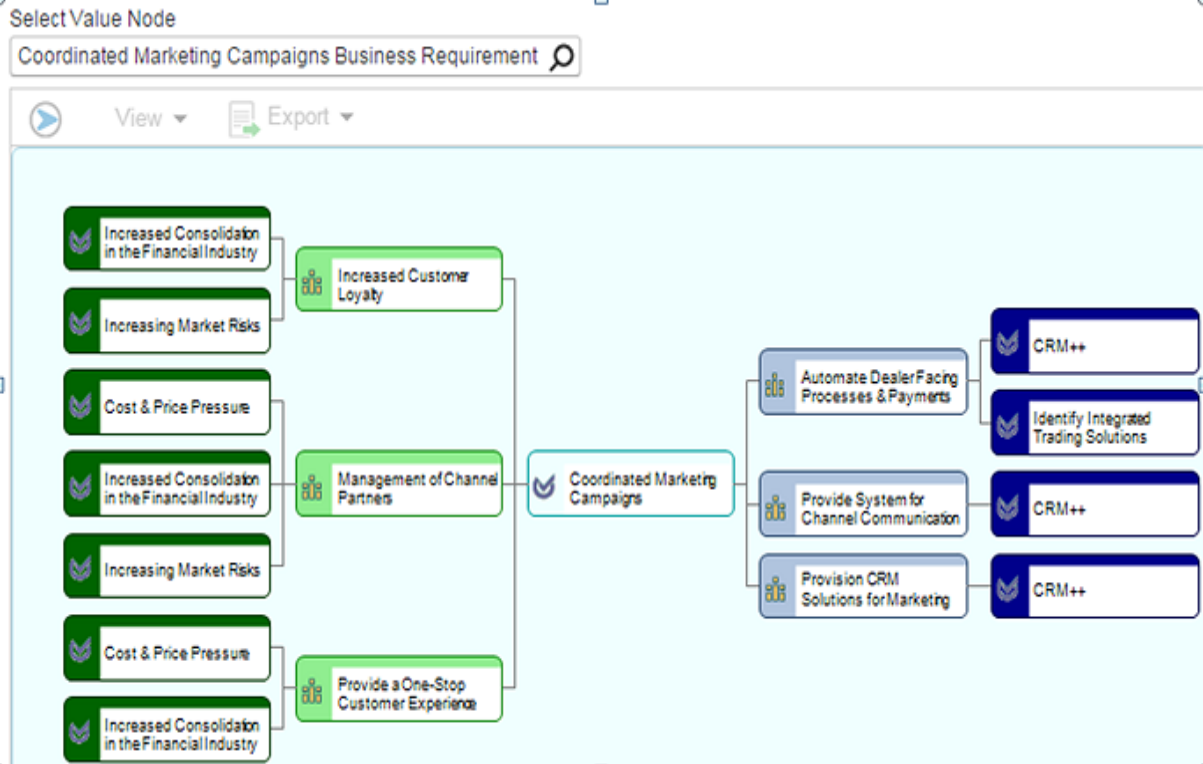 Select Value Node
Coordinated Marketing Campaigns Business Requirement
View
Export
Increased Consolidation
in the Financial Industry
Increasing Market Risks
Increased Customer
Loyalty
Cost & Price Pressure
Increased Consolidation
in the Financial Industry
Increasing Market Risks
Management of Channel
Partners
Cost & Price Pressure
Increased Consolidation
in the Financial Industry
Provide a One-Stop
Customer Experience
Coordinated Marketing
Campaigns
Automate Dealer Facing
Processes & Payments
CRM++
Identify Integrated
Trading Solutions
Provide System for
Channel Communication
CRM++
Provision CRM
Solutions for Marketing
CRM++